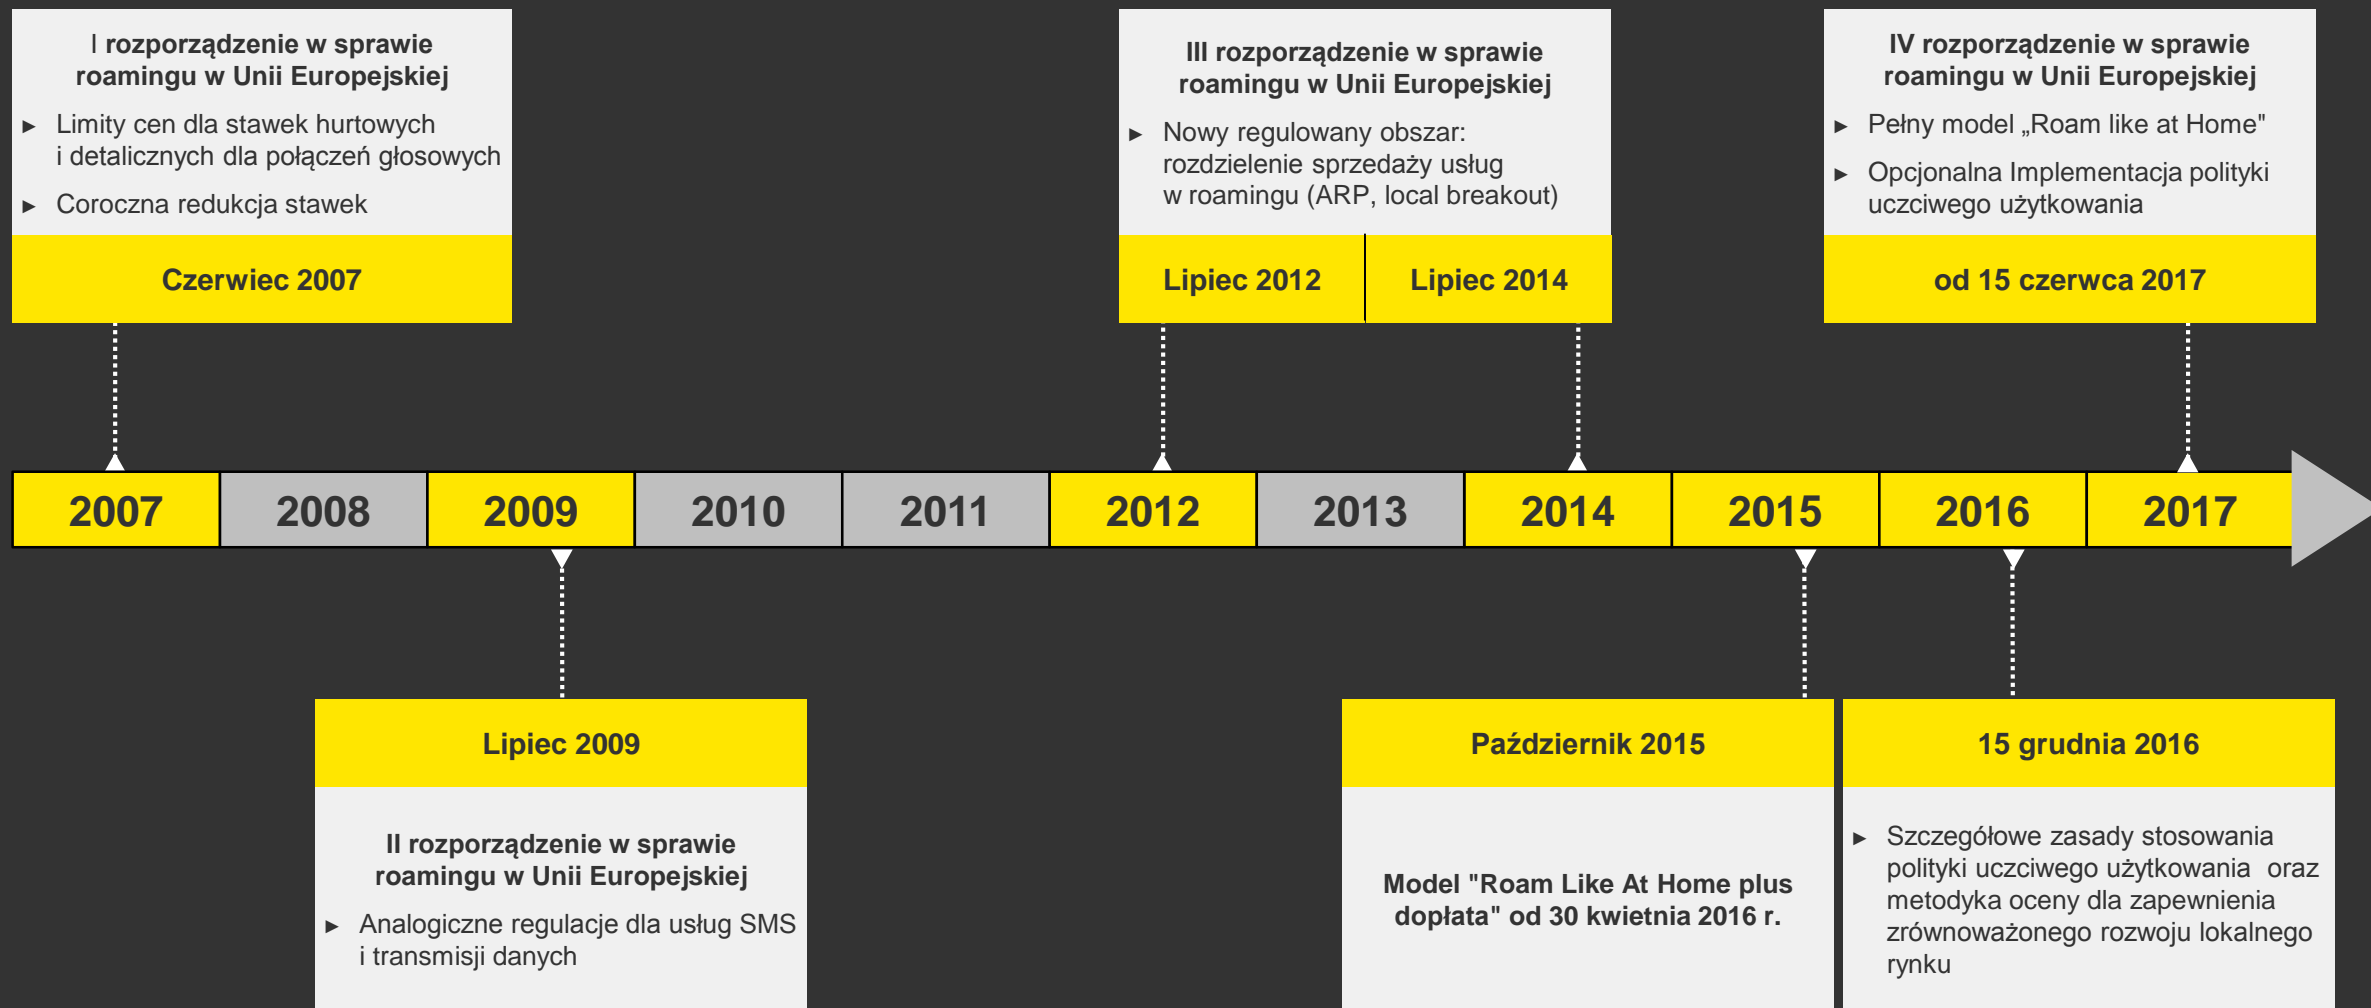 I rozporządzenie w sprawie
roamingu w Unii Europejskiej
► Limity cen dla stawek hurtowych
i detalicznych dla połączeń głosowych
► Coroczna redukcja stawek
Czerwiec 2007
III rozporządzenie w sprawie
roamingu w Unii Europejskiej
► Nowy regulowany obszar:
rozdzielenie sprzedaży usług
w roamingu (ARP, local breakout)
Lipiec 2012
Lipiec 2014
IV rozporządzenie w sprawie
roamingu w Unii Europejskiej
► Pełny model „Roam like at Home"
► Opcjonalna Implementacja polityki
uczciwego użytkowania
od 15 czerwca 2017
2007 2008 2009 2010 2011 2012 2013 2014 2015 2016 2017
Lipiec 2009
II rozporządzenie w sprawie
roamingu w Unii Europejskiej
► Analogiczne regulacje dla usług SMS
i transmisji danych
Październik 2015
Model "Roam Like At Home plus
dopłata" od 30 kwietnia 2016 r.
15 grudnia 2016
► Szczegółowe zasady stosowania
polityki uczciwego użytkowania oraz
metodyka oceny dla zapewnienia
zrównoważonego rozwoju lokalnego
rynku